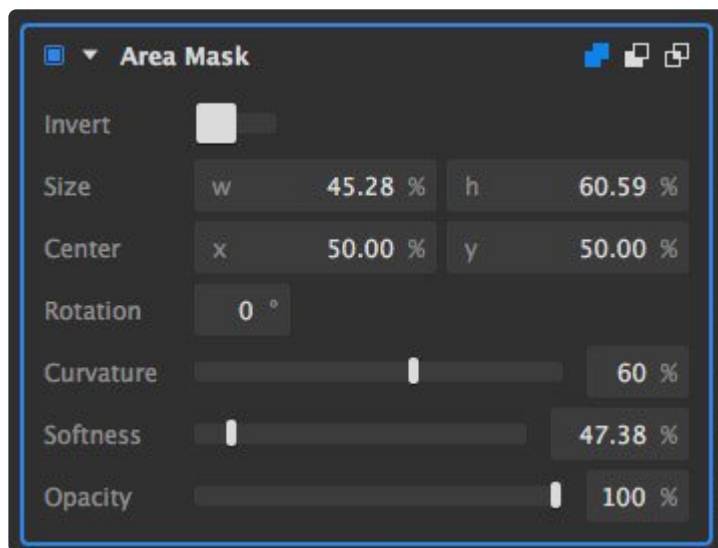 Area Mask
Invert
Size w 45.28 % h 60.59 %
Center x 50.00 % y 50.00 %
Rotation 0 °
Curvature 60 %
Softness 47.38 %
Opacity 100 %